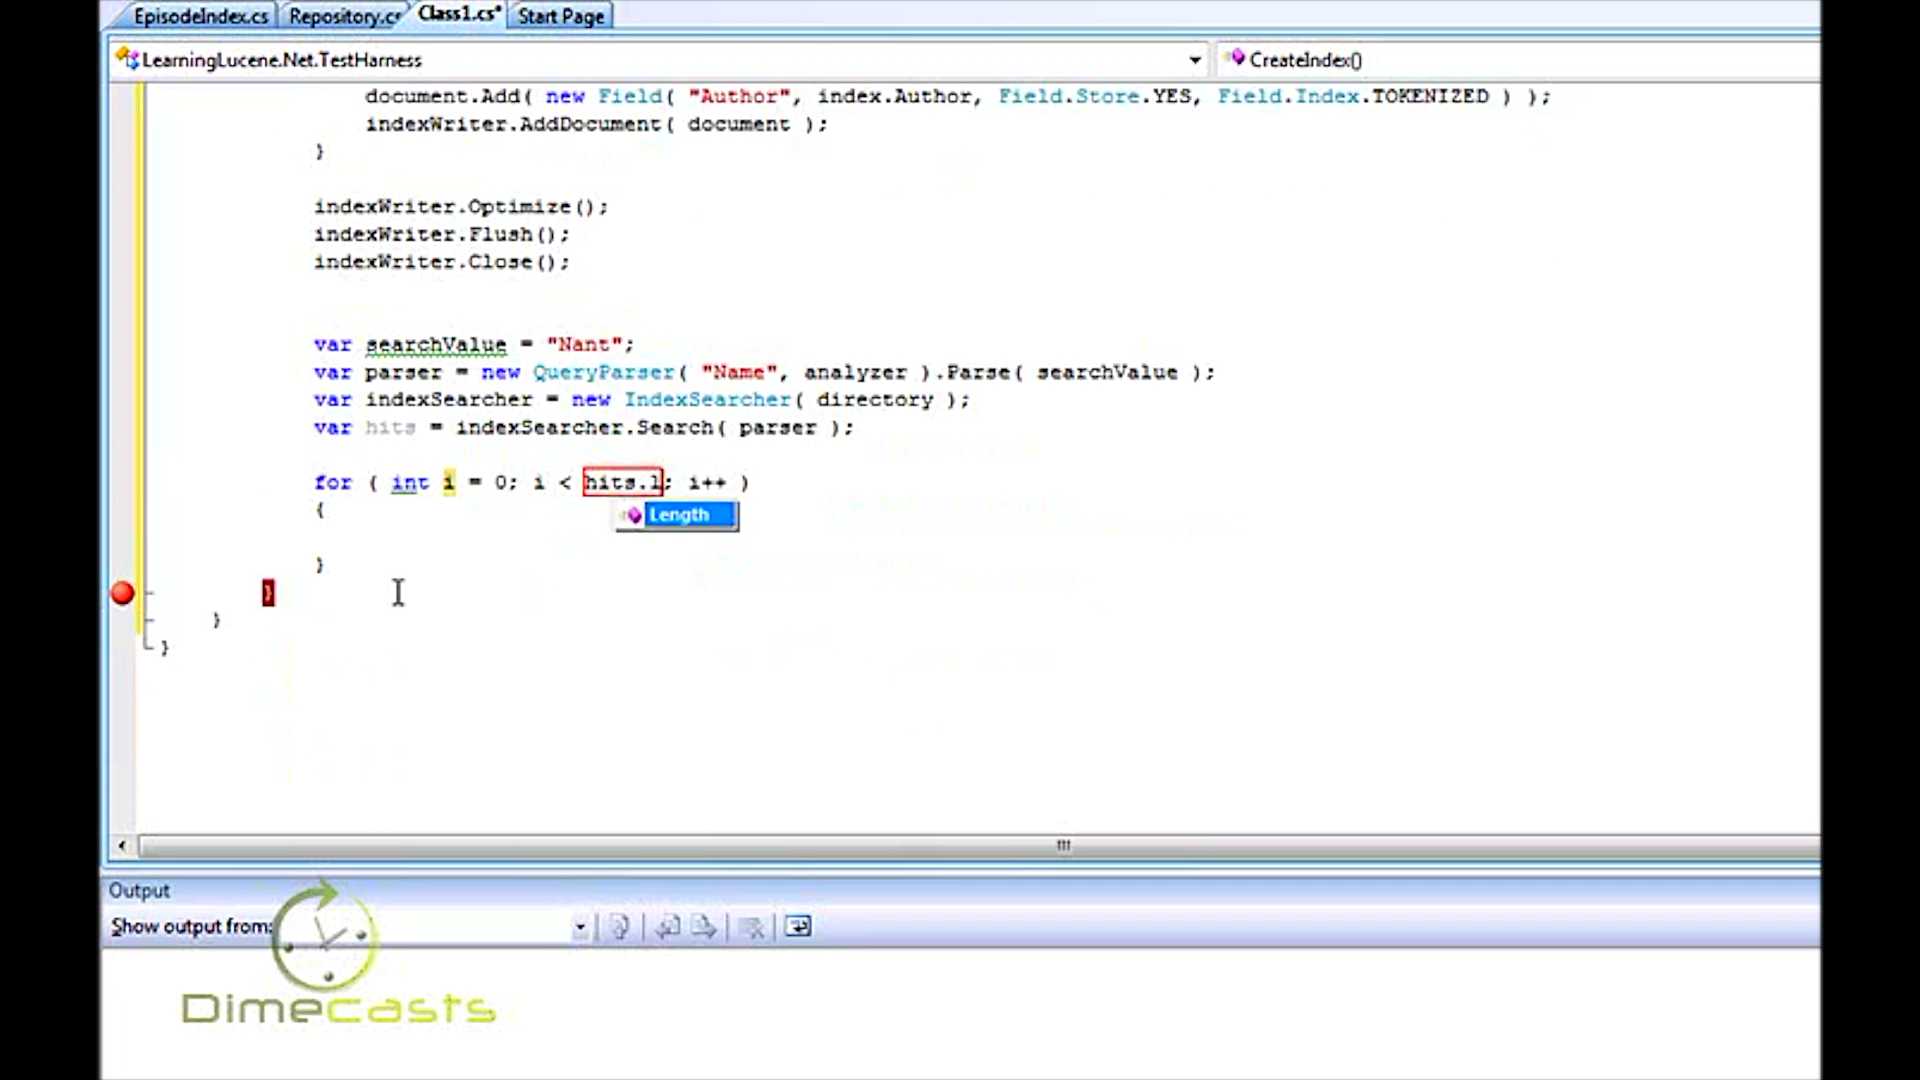 EpisodeIndex.cs Repository.cs Class1.cs* Start Page
LearningLucene.Net.TestHarness CreateIndex()
document.Add( new Field( "Author", index.Author, Field.Store.YES, Field.Index.TOKENIZED ) );
indexWriter.AddDocument( document );
}
indexWriter.Optimize();
indexWriter.Flush();
indexWriter.Close();
var searchValue = "Nant";
var parser = new QueryParser( "Name", analyzer ).Parse( searchValue );
var indexSearcher = new IndexSearcher( directory );
var hits = indexSearcher.Search( parser );
for ( int i = 0; i < hits.l; i++ )
{
Length
}
}
}
}
Output
Show output from:
Dimecasts